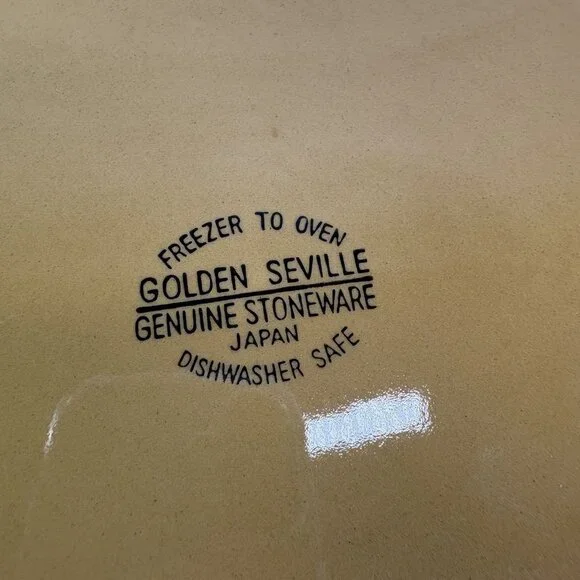 FREEZER TO OVEN
GOLDEN SEVILLE
GENUINE STONEWARE
JAPAN
DISHWASHER SAFE